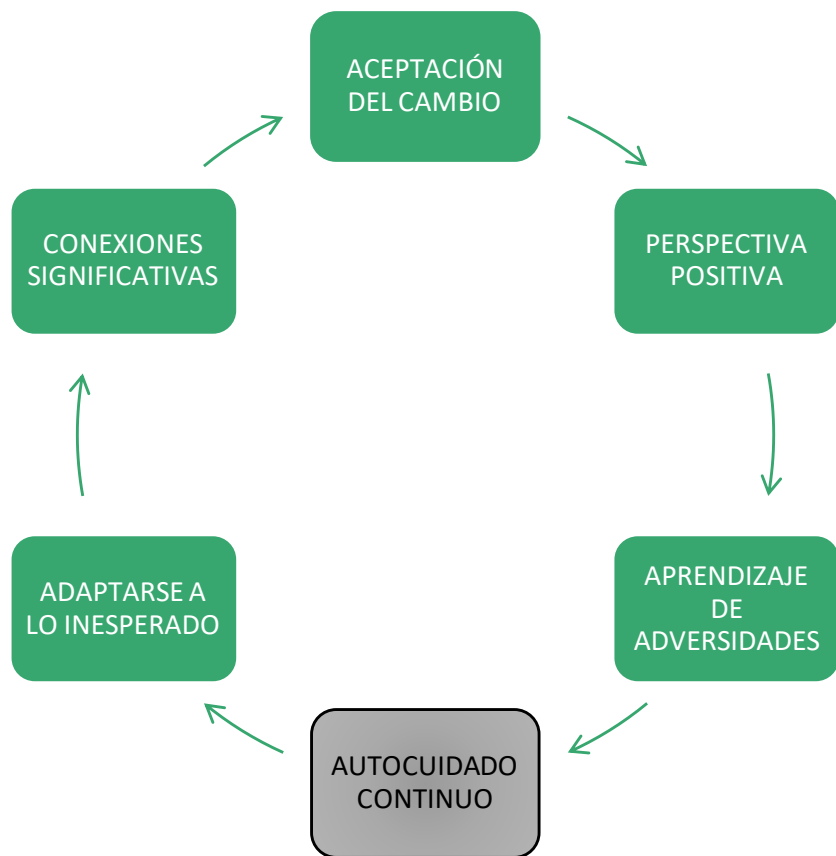 ACEPTACIÓN
DEL CAMBIO
PERSPECTIVA
POSITIVA
APRENDIZAJE
DE
ADVERSIDADES
AUTOCUIDADO
CONTINUO
ADAPTARSE A
LO INESPERADO
CONEXIONES
SIGNIFICATIVAS